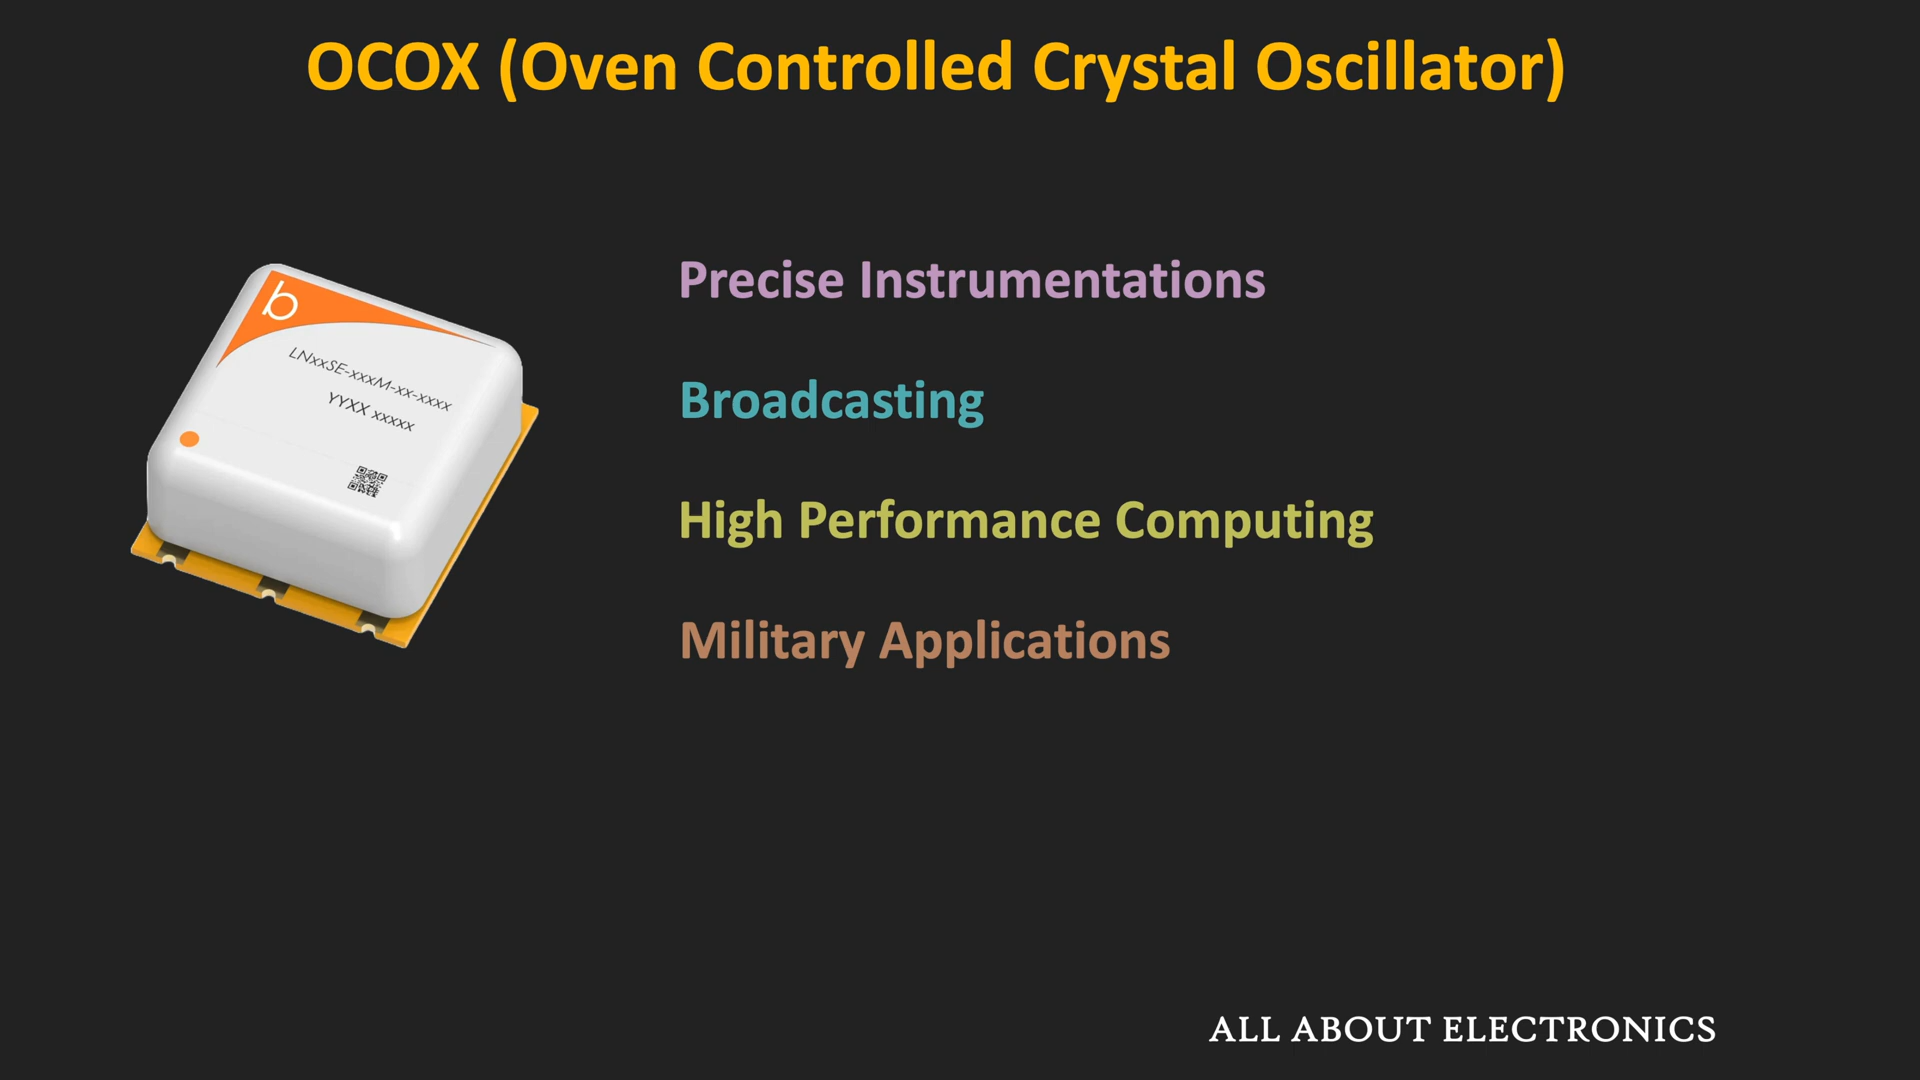 OCOX (Oven Controlled Crystal Oscillator)
b
LNxxSE-xxxM-xx-xxxx
YYXX xxxxx
Precise Instrumentations
Broadcasting
High Performance Computing
Military Applications
ALL ABOUT ELECTRONICS